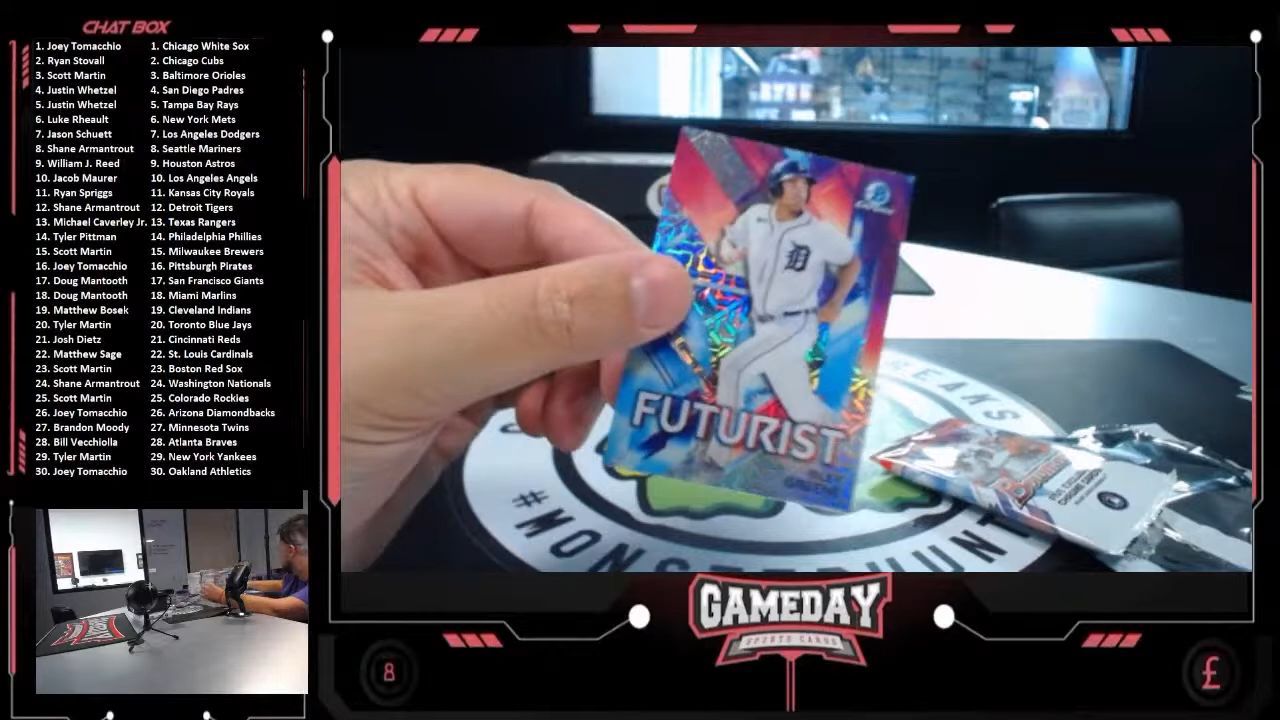 CHAT BOX
1. Joey Tomacchio 1. Chicago White Sox
2. Ryan Stovall 2. Chicago Cubs
3. Scott Martin 3. Baltimore Orioles
4. Justin Whetzel 4. San Diego Padres
5. Justin Whetzel 5. Tampa Bay Rays
6. Luke Rheault 6. New York Mets
7. Jason Schuett 7. Los Angeles Dodgers
8. Shane Armantrout 8. Seattle Mariners
9. William J. Reed 9. Houston Astros
10. Jacob Maurer 10. Los Angeles Angels
11. Ryan Spriggs 11. Kansas City Royals
12. Shane Armantrout 12. Detroit Tigers
13. Michael Caverley Jr. 13. Texas Rangers
14. Tyler Pittman 14. Philadelphia Phillies
15. Scott Martin 15. Milwaukee Brewers
16. Joey Tomacchio 16. Pittsburgh Pirates
17. Doug Mantooth 17. San Francisco Giants
18. Doug Mantooth 18. Miami Marlins
19. Matthew Bosek 19. Cleveland Indians
20. Tyler Martin 20. Toronto Blue Jays
21. Josh Dietz 21. Cincinnati Reds
22. Matthew Sage 22. St. Louis Cardinals
23. Scott Martin 23. Boston Red Sox
24. Shane Armantrout 24. Washington Nationals
25. Scott Martin 25. Colorado Rockies
26. Joey Tomacchio 26. Arizona Diamondbacks
27. Brandon Moody 27. Minnesota Twins
28. Bill Vecchiolla 28. Atlanta Braves
29. Tyler Martin 29. New York Yankees
30. Joey Tomacchio 30. Oakland Athletics
D
FUTURIST
GREENE
BREAKS
Bowman
#MONSTERHUNT
GAMEDAY
SPORTS CARDS
8
£